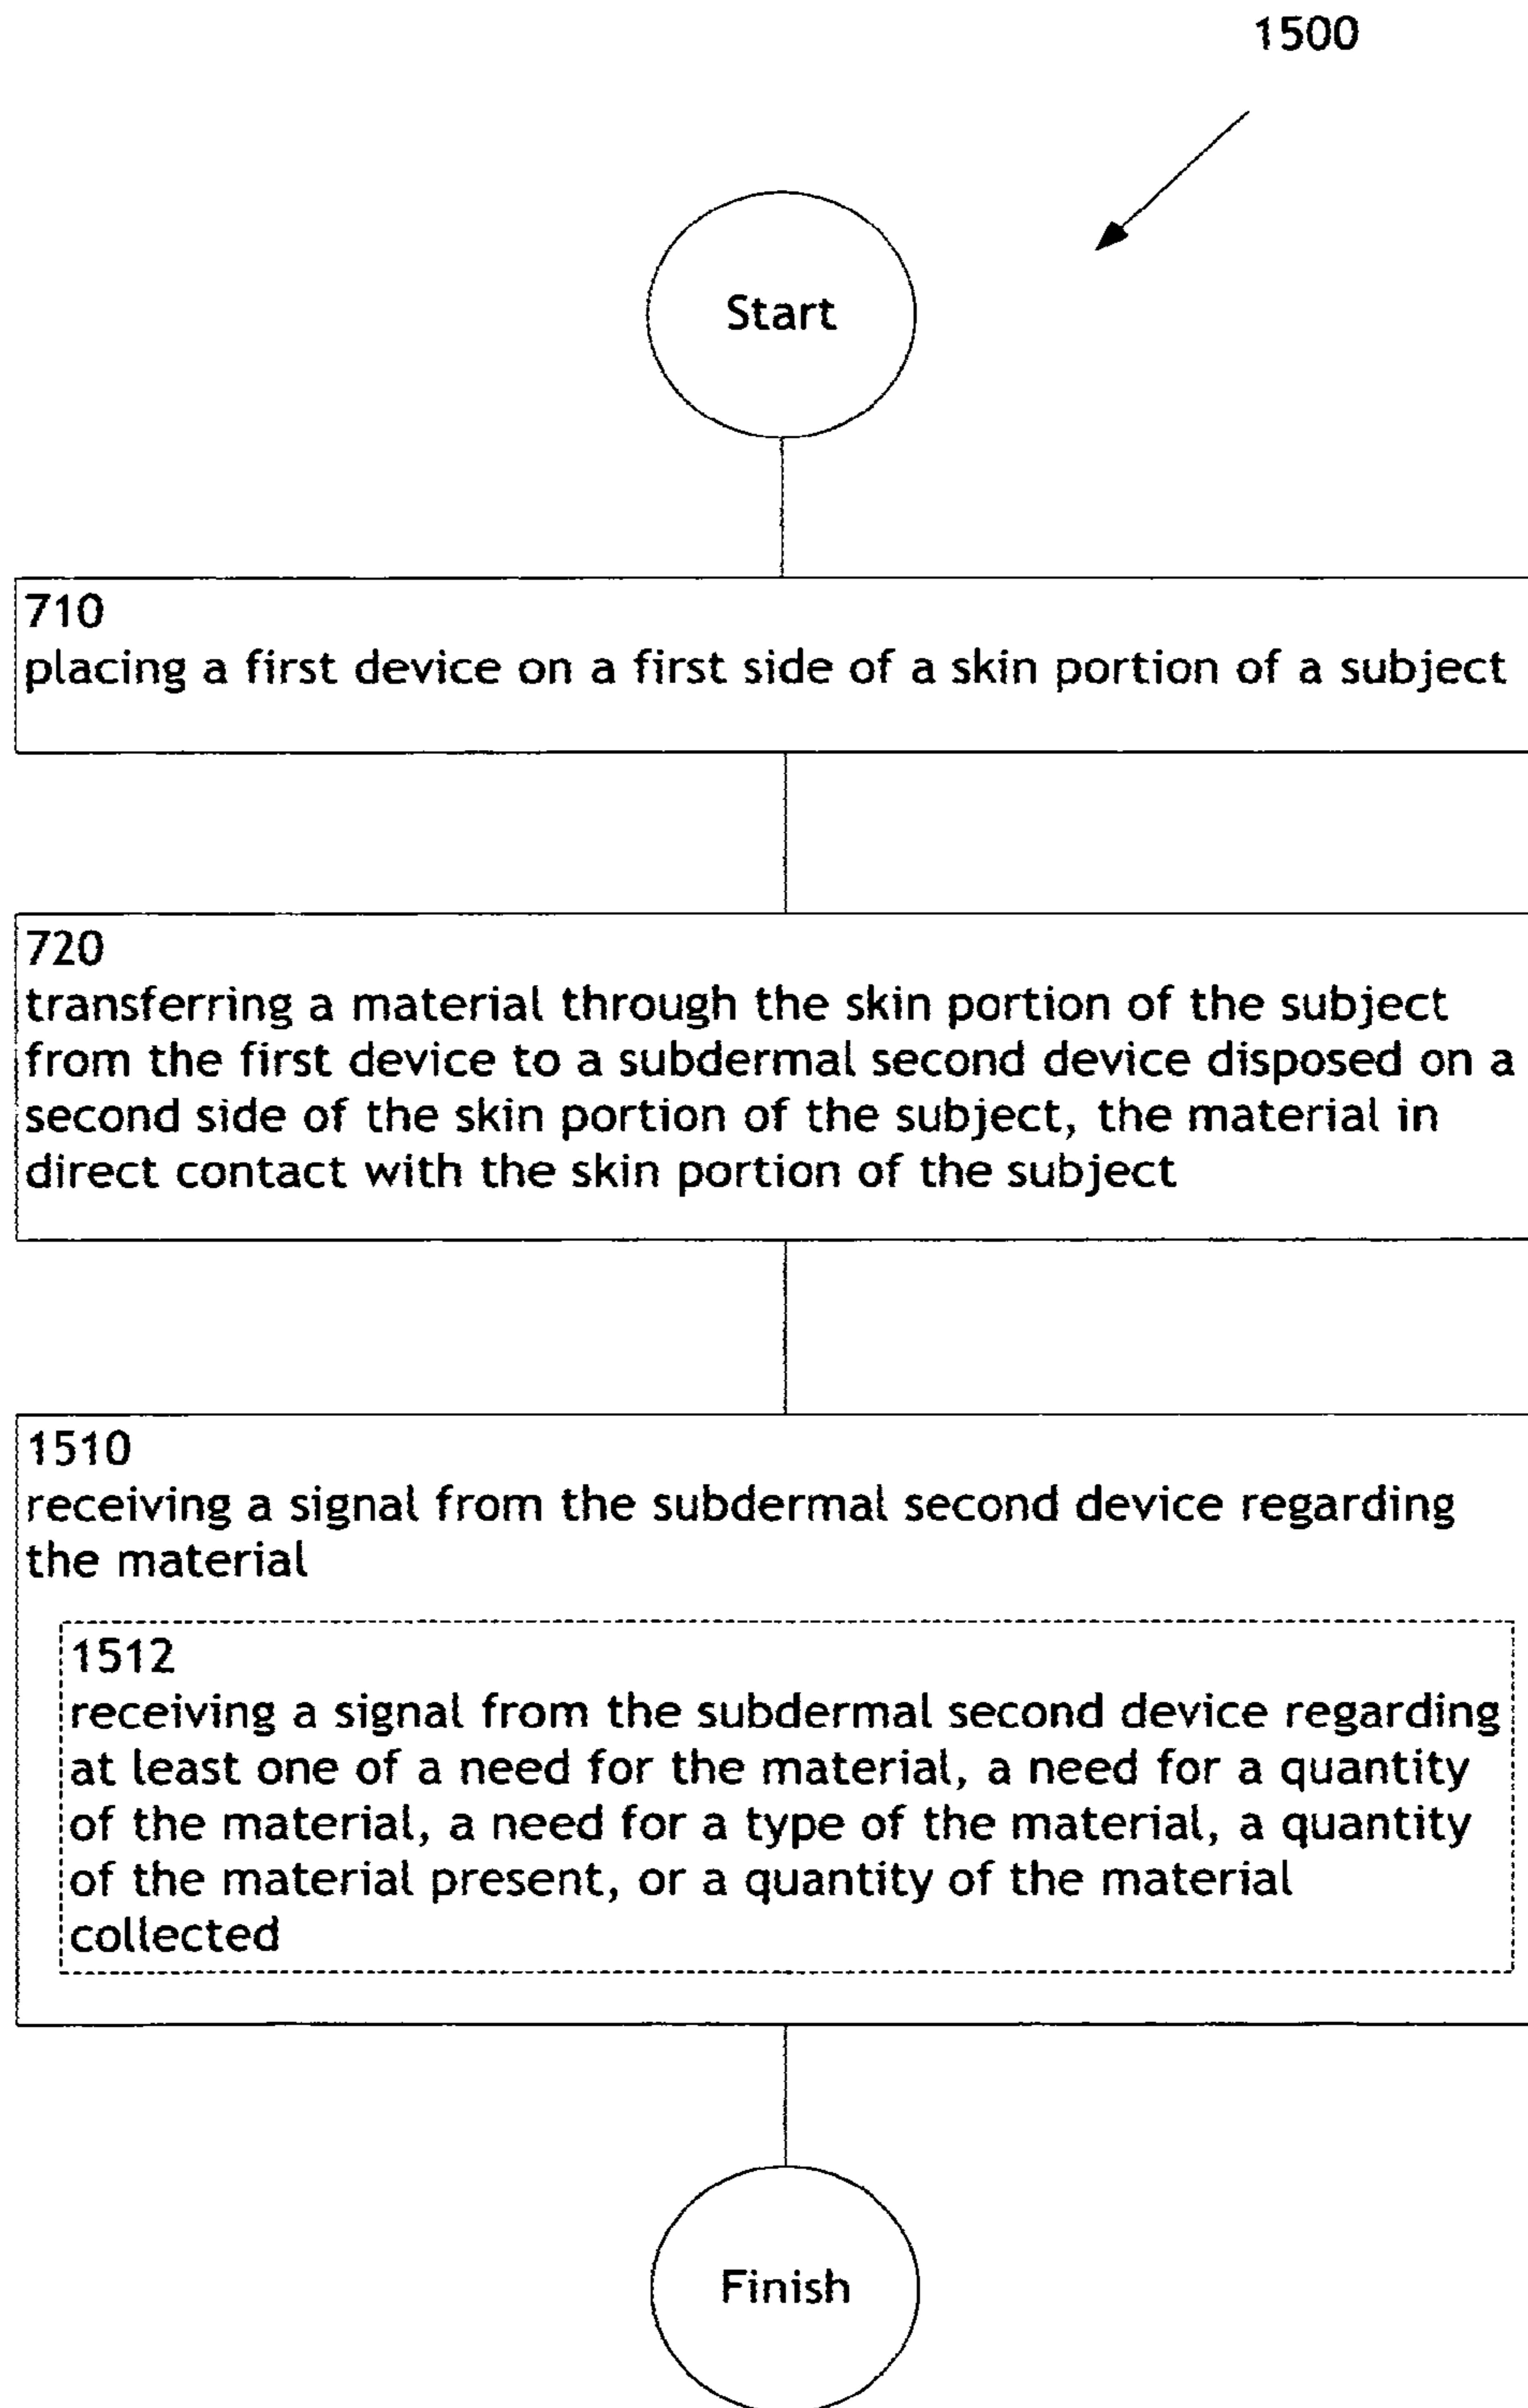 1500
Start
710
placing a first device on a first side of a skin portion of a subject
720
transferring a material through the skin portion of the subject
from the first device to a subdermal second device disposed on a
second side of the skin portion of the subject, the material in
direct contact with the skin portion of the subject
1510
receiving a signal from the subdermal second device regarding
the material
1512
receiving a signal from the subdermal second device regarding
at least one of a need for the material, a need for a quantity
of the material, a need for a type of the material, a quantity
of the material present, or a quantity of the material
collected
Finish